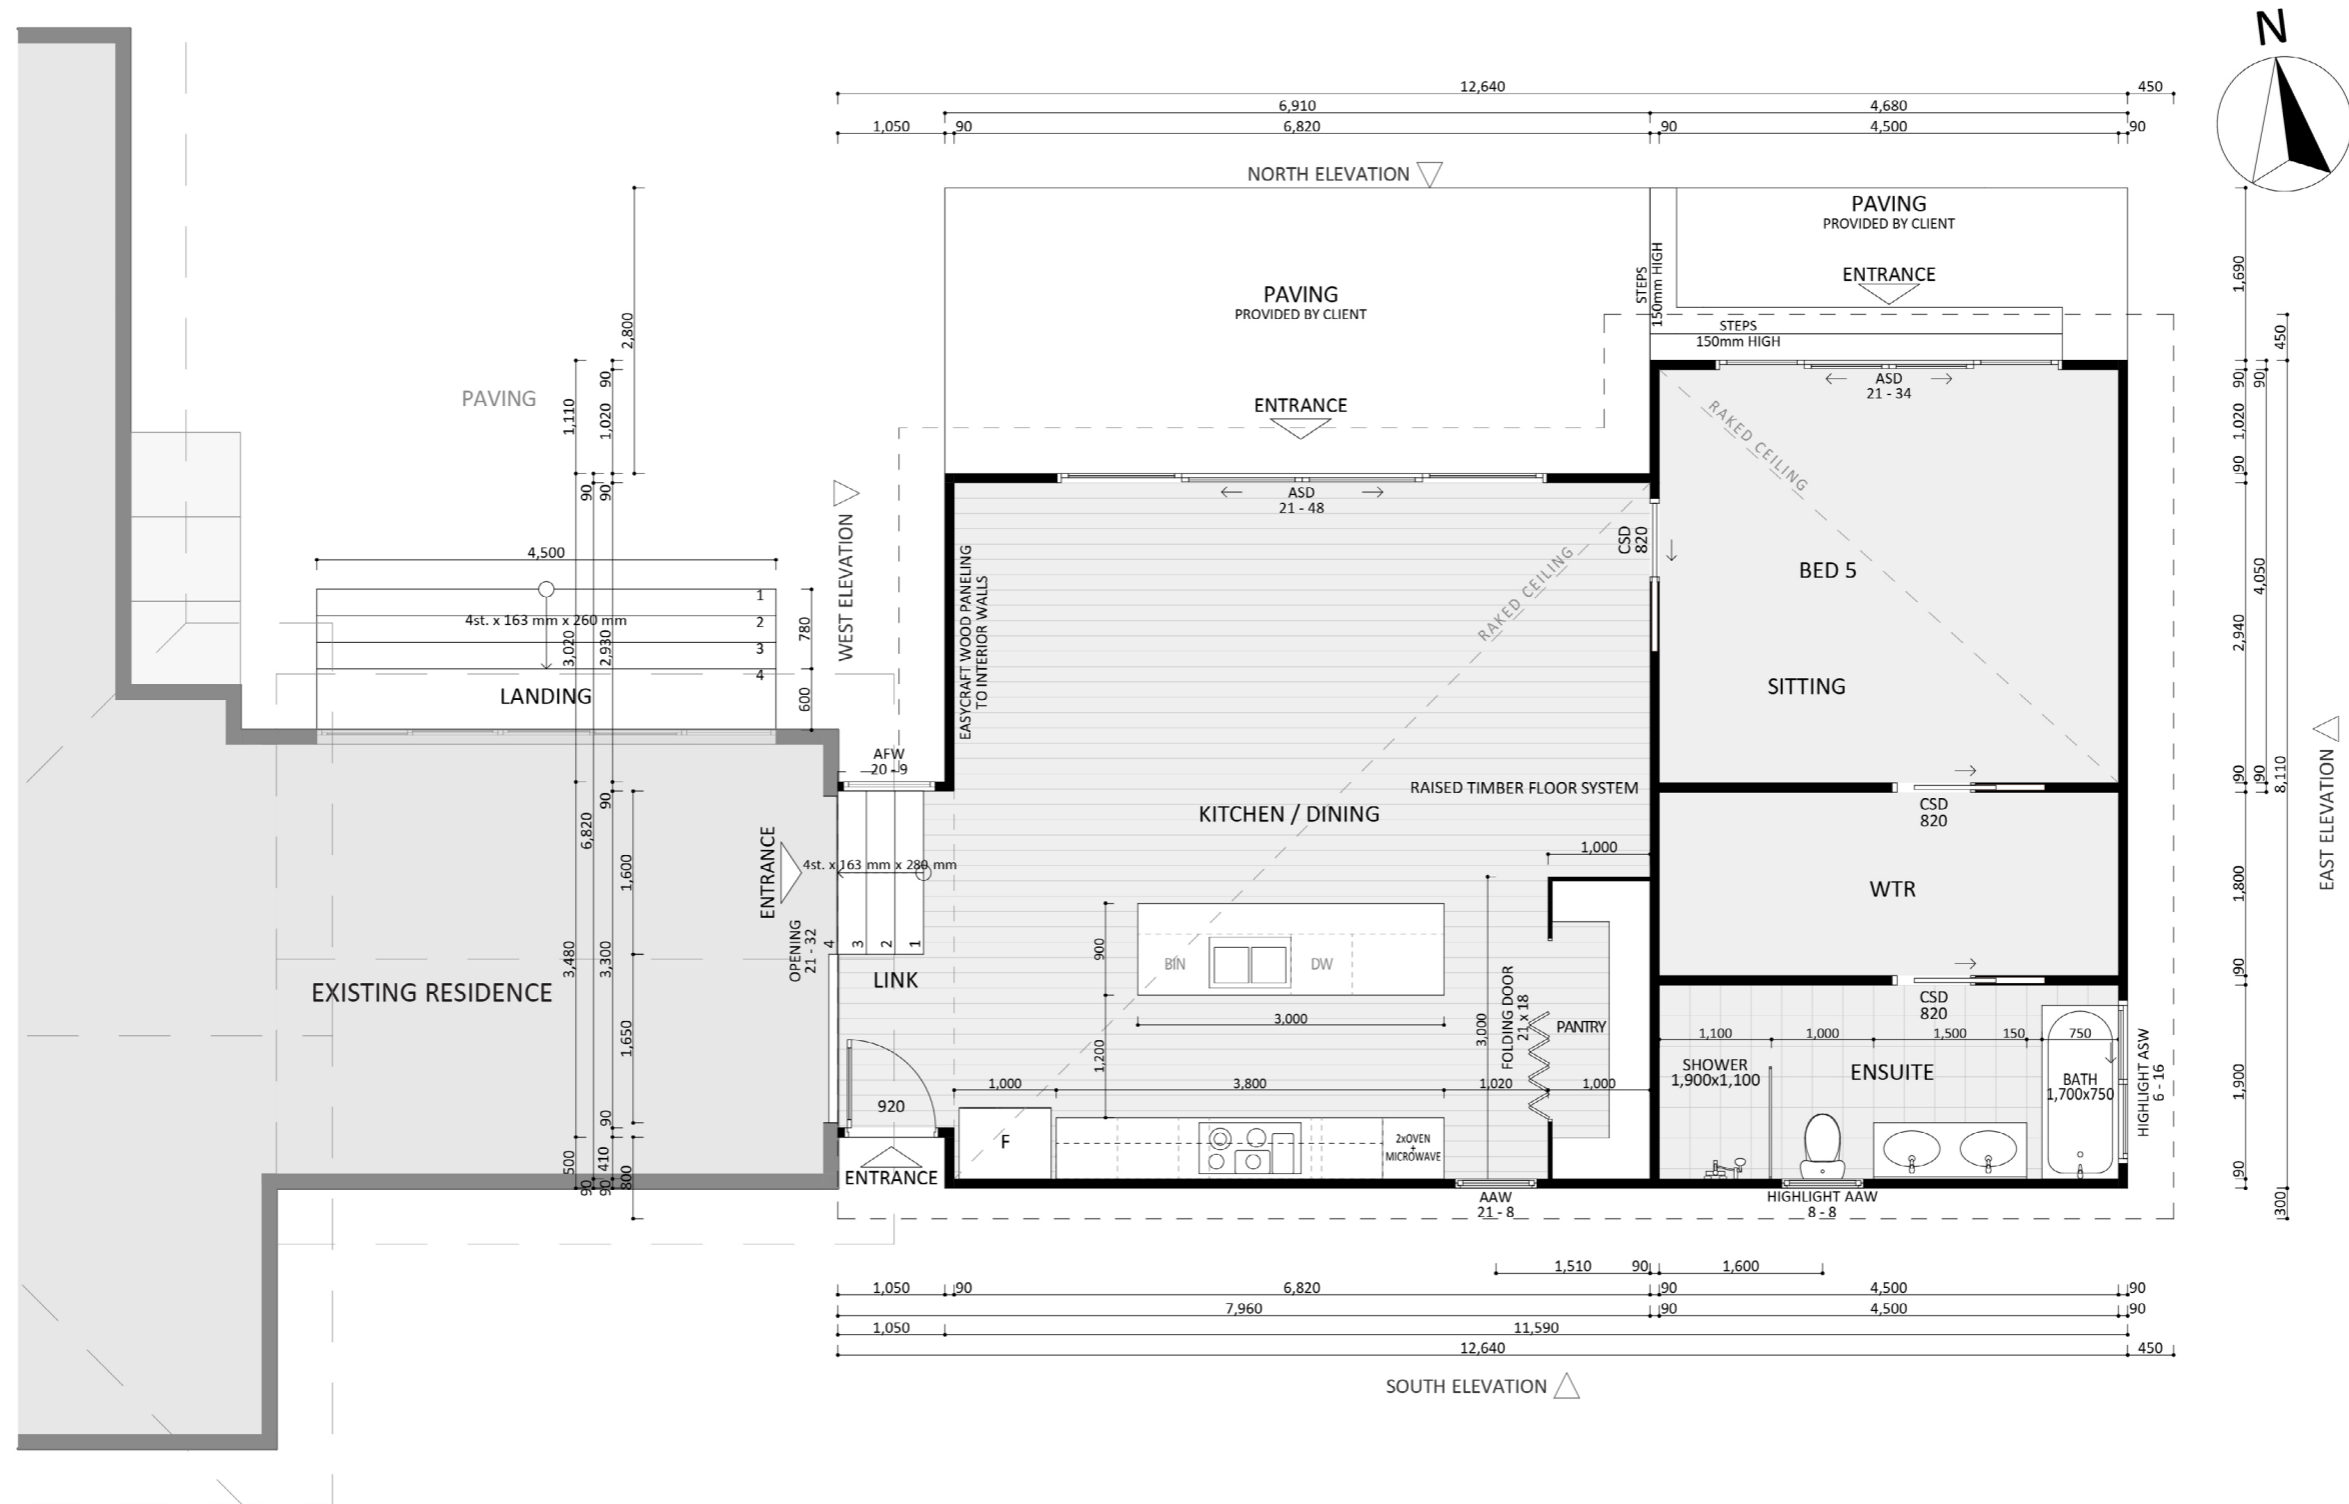 N
12,640
450
6,910
4,680
1,050
90
6,820
90
4,500
90
NORTH ELEVATION
PAVING
PROVIDED BY CLIENT
ENTRANCE
STEPS
150mm HIGH
STEPS
150mm HIGH
PAVING
PROVIDED BY CLIENT
ENTRANCE
ASD
21 - 34
ASD
21 - 48
RAKED CEILING
RAKED CEILING
CSD
820
BED 5
SITTING
PAVING
2,800
1,110
90
1,020
90
90
4,500
4st. x 163 mm x 260 mm
1
2
3
4
780
600
3,020
2,930
LANDING
WEST ELEVATION
EASYCRAFT WOOD PANELING
TO INTERIOR WALLS
AFW
20 - 9
RAISED TIMBER FLOOR SYSTEM
KITCHEN / DINING
CSD
820
WTR
ENTRANCE
4st. x 163 mm x 280 mm
4
3
2
1
OPENING
21 - 32
LINK
EXISTING RESIDENCE
90
6,820
1,600
3,480
3,300
1,650
90
500
410
90
90
800
1,000
900
BIN
DW
3,000
1,200
3,000
FOLDING DOOR
21 x 18
PANTRY
1,000
3,800
1,020
1,000
920
ENTRANCE
F
2xOVEN
+
MICROWAVE
AAW
21 - 8
CSD
820
1,100
1,000
1,500
150
750
SHOWER
1,900x1,100
ENSUITE
BATH
1,700x750
HIGHLIGHT AAW
8 - 8
HIGHLIGHT ASW
6 - 16
1,690
450
90
90
1,020
90
4,050
2,940
90
90
8,110
1,800
90
1,900
90
300
EAST ELEVATION
1,510
90
1,600
1,050
90
6,820
90
4,500
90
7,960
90
4,500
90
1,050
11,590
12,640
450
SOUTH ELEVATION